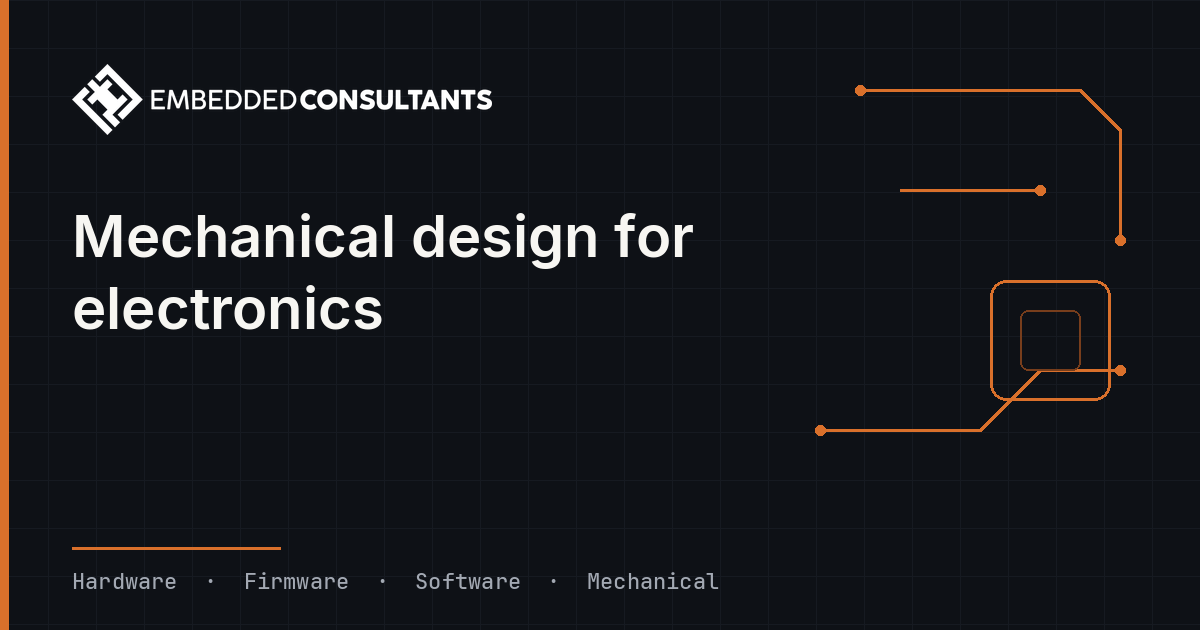 EMBEDDEDCONSULTANTS
Mechanical design for
electronics
Hardware · Firmware · Software · Mechanical